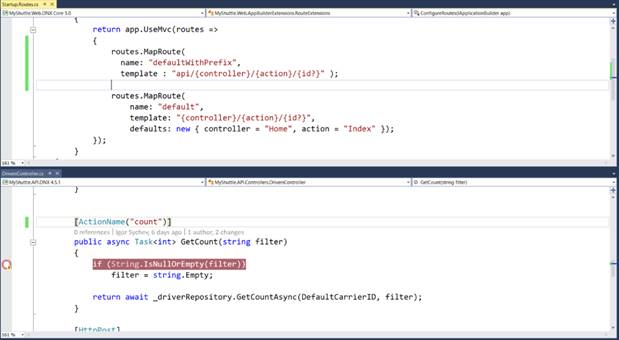 Startup.Routes.cs
MyShuttle.Web.DNX Core 5.0
MyShuttle.Web.AppBuilderExtensions.RouteExtensions
ConfigureRoutes(IApplicationBuilder app)
return app.UseMvc(routes =>
{
routes.MapRoute(
name: "defaultWithPrefix",
template : "api/{controller}/{action}/{id?}" );
routes.MapRoute(
name: "default",
template: "{controller}/{action}/{id?}",
defaults: new { controller = "Home", action = "Index" });
});
}
161 %
DriversController.cs
MyShuttle.API.DNX 4.5.1
MyShuttle.API.Controllers.DriversController
GetCount(string filter)
}
[ActionName("count")]
0 references | Igor Sychev, 6 days ago | 1 author, 2 changes
public async Task<int> GetCount(string filter)
{
if (String.IsNullOrEmpty(filter))
filter = string.Empty;
return await _driverRepository.GetCountAsync(DefaultCarrierID, filter);
}
[HttpPost]
161 %